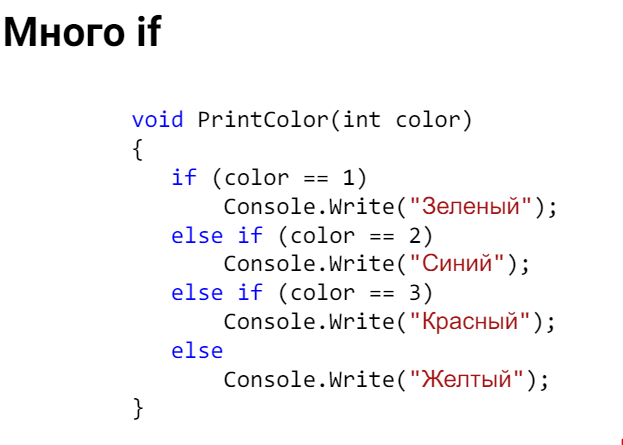 Много if
void PrintColor(int color)
{
if (color == 1)
Console.Write("Зеленый");
else if (color == 2)
Console.Write("Синий");
else if (color == 3)
Console.Write("Красный");
else
Console.Write("Желтый");
}